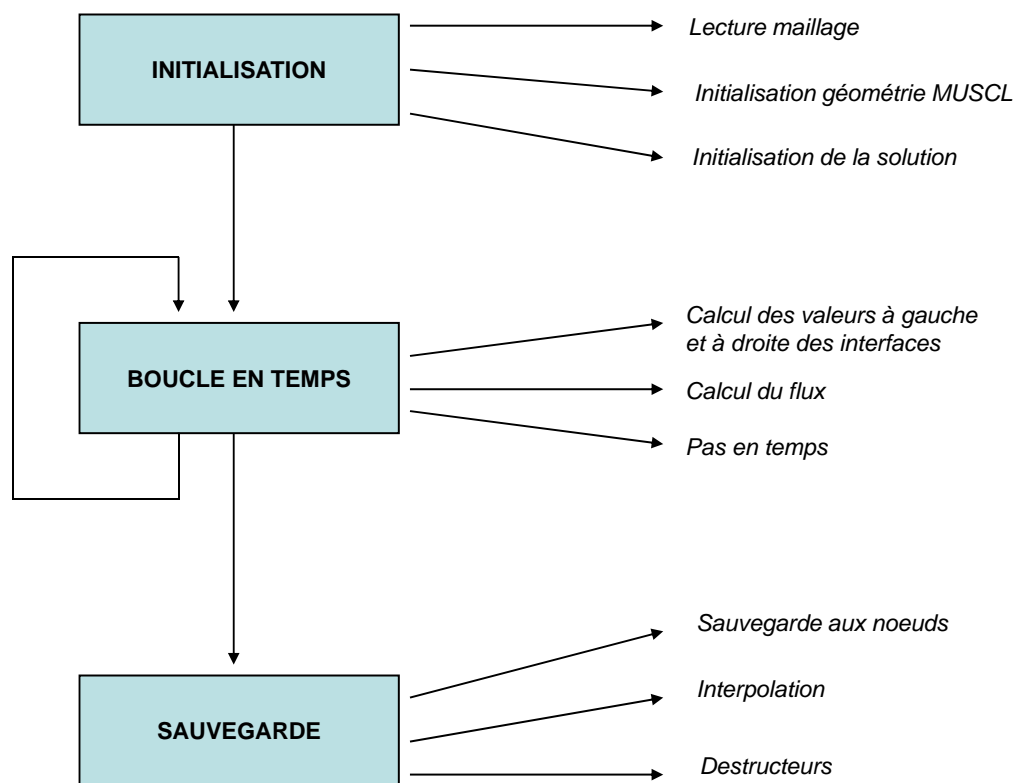 INITIALISATION
Lecture maillage
Initialisation géométrie MUSCL
Initialisation de la solution
BOUCLE EN TEMPS
Calcul des valeurs à gauche
et à droite des interfaces
Calcul du flux
Pas en temps
SAUVEGARDE
Sauvegarde aux noeuds
Interpolation
Destructeurs